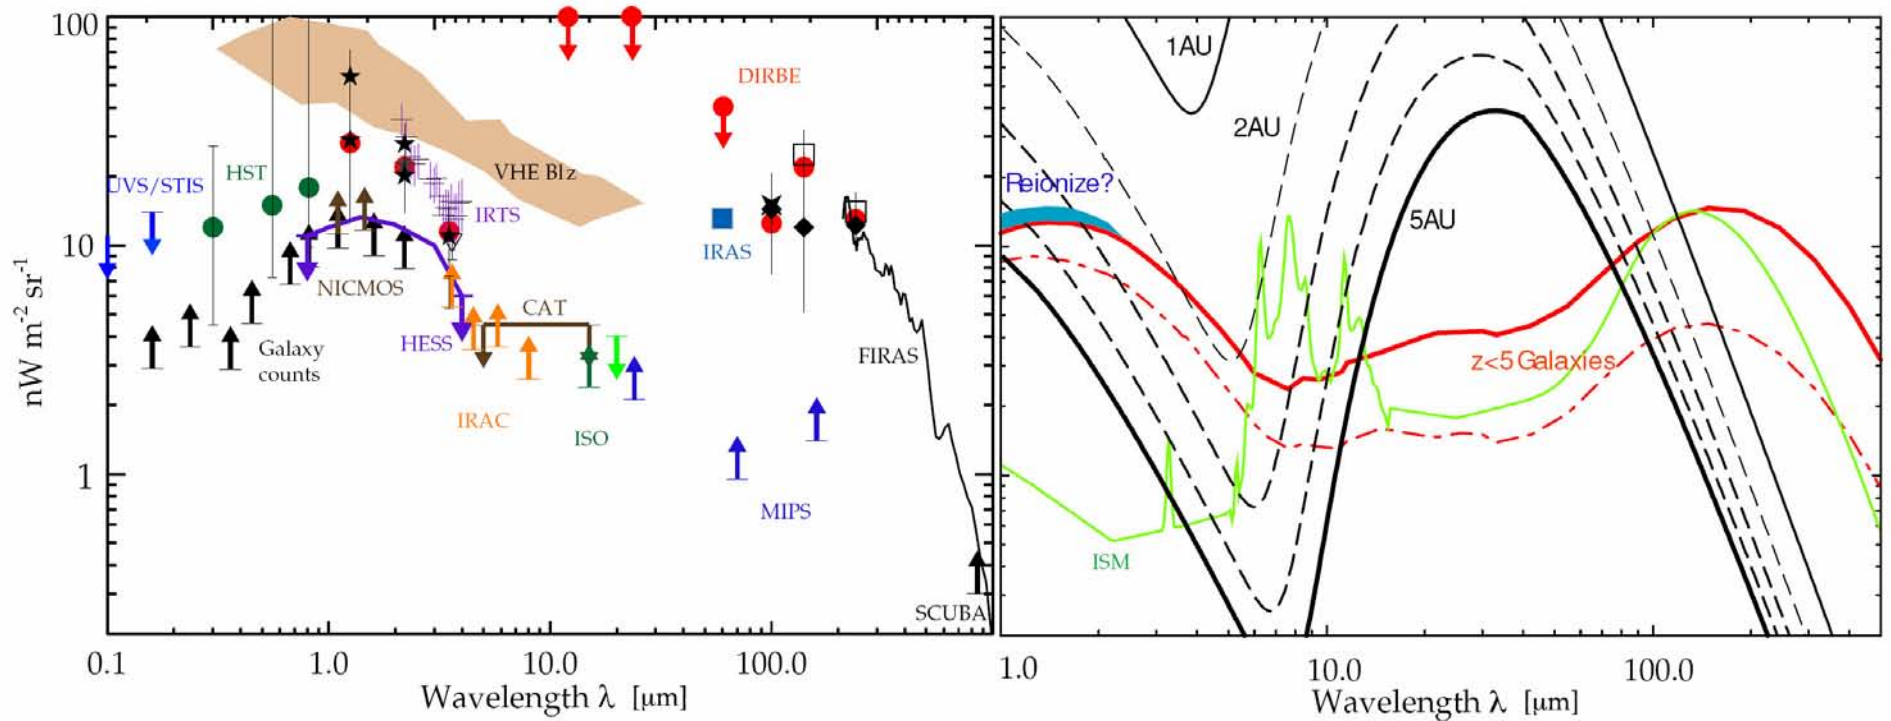 100
10
1
nW m⁻² sr⁻¹
UVS/STIS
HST
DIRBE
VHE Blz
IRTS
IRAS
NICMOS
CAT
HESS
Galaxy
counts
FIRAS
IRAC
ISO
MIPS
SCUBA
0.1
1.0
10.0
100.0
Wavelength λ [μm]
1AU
2AU
Reionize?
5AU
z<5 Galaxies
ISM
1.0
10.0
100.0
Wavelength λ [μm]